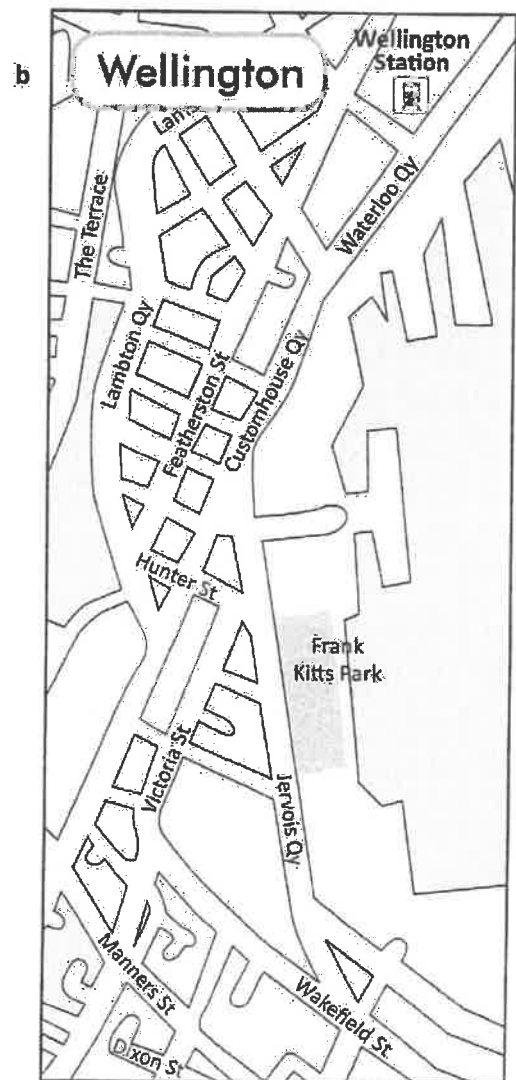 b
Wellington
Wellington
Station
Lamb
The Terrace
Waterloo Qy
Lambton Qy
Featherston St
Customhouse Qy
Hunter St
Frank
Kitts Park
Victoria St
Jervois Qy
Manners St
Wakefield St
Dixon St